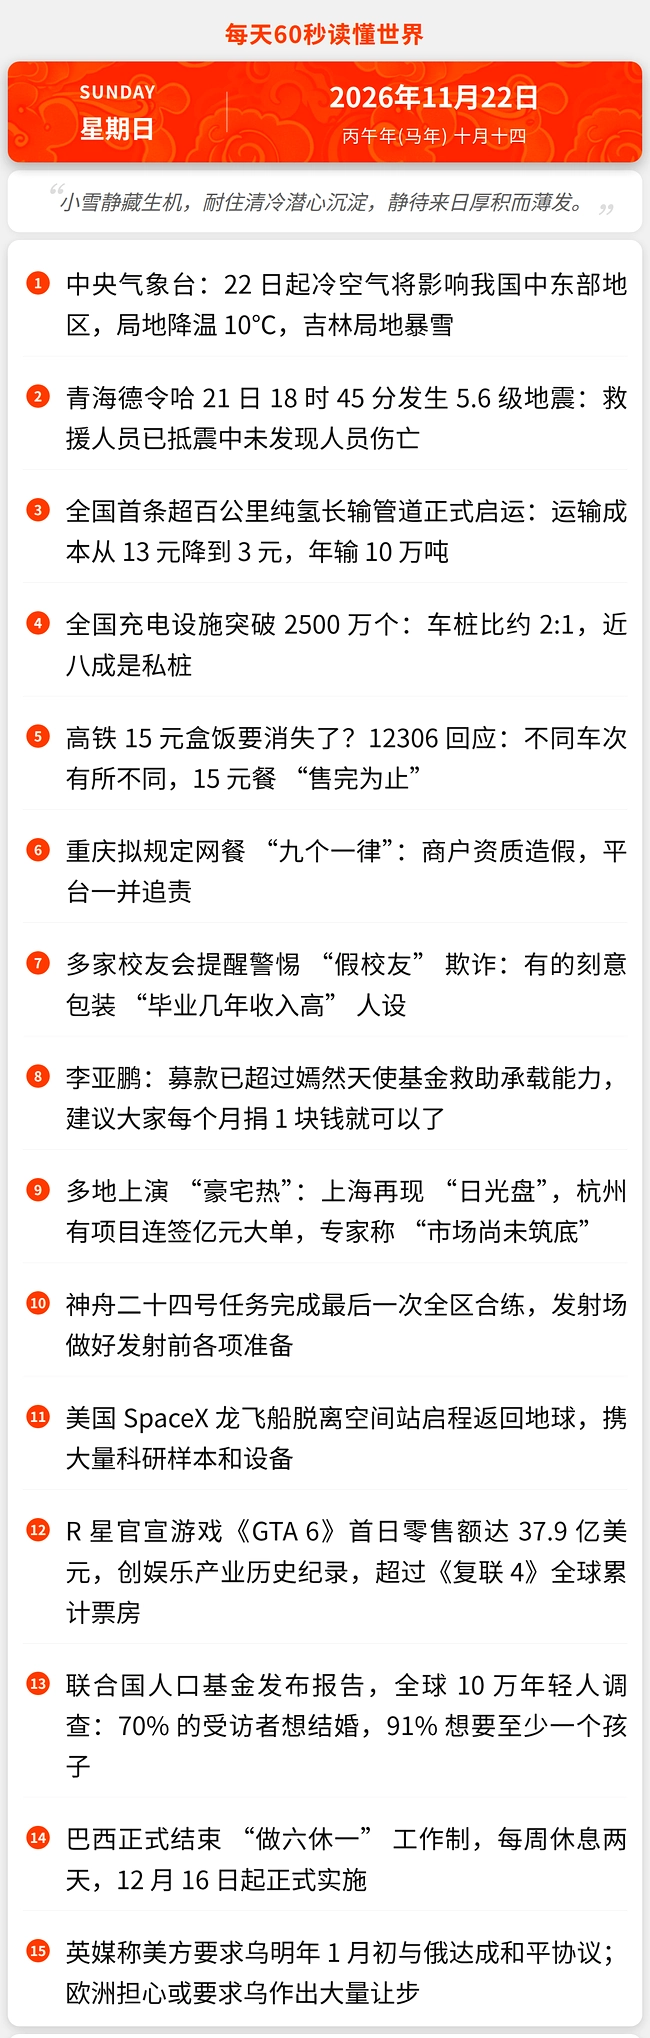 每天60秒读懂世界
SUNDAY
星期日
2026年11月22日
丙午年(马年) 十月十四
“小雪静藏生机，耐住清冷潜心沉淀，静待来日厚积而薄发。”
1 中央气象台：22 日起冷空气将影响我国中东部地
区，局地降温 10℃，吉林局地暴雪
2 青海德令哈 21 日 18 时 45 分发生 5.6 级地震：救
援人员已抵震中未发现人员伤亡
3 全国首条超百公里纯氢长输管道正式启运：运输成
本从 13 元降到 3 元，年输 10 万吨
4 全国充电设施突破 2500 万个：车桩比约 2:1，近
八成是私桩
5 高铁 15 元盒饭要消失了？12306 回应：不同车次
有所不同，15 元餐 “售完为止”
6 重庆拟规定网餐 “九个一律”：商户资质造假，平
台一并追责
7 多家校友会提醒警惕 “假校友” 欺诈：有的刻意
包装 “毕业几年收入高” 人设
8 李亚鹏：募款已超过嫣然天使基金救助承载能力，
建议大家每个月捐 1 块钱就可以了
9 多地上演 “豪宅热”：上海再现 “日光盘”，杭州
有项目连签亿元大单，专家称 “市场尚未筑底”
10 神舟二十四号任务完成最后一次全区合练，发射场
做好发射前各项准备
11 美国 SpaceX 龙飞船脱离空间站启程返回地球，携
大量科研样本和设备
12 R 星官宣游戏《GTA 6》首日零售额达 37.9 亿美
元，创娱乐产业历史纪录，超过《复联 4》全球累
计票房
13 联合国人口基金发布报告，全球 10 万年轻人调
查：70% 的受访者想结婚，91% 想要至少一个孩
子
14 巴西正式结束 “做六休一” 工作制，每周休息两
天，12 月 16 日起正式实施
15 英媒称美方要求乌明年 1 月初与俄达成和平协议；
欧洲担心或要求乌作出大量让步